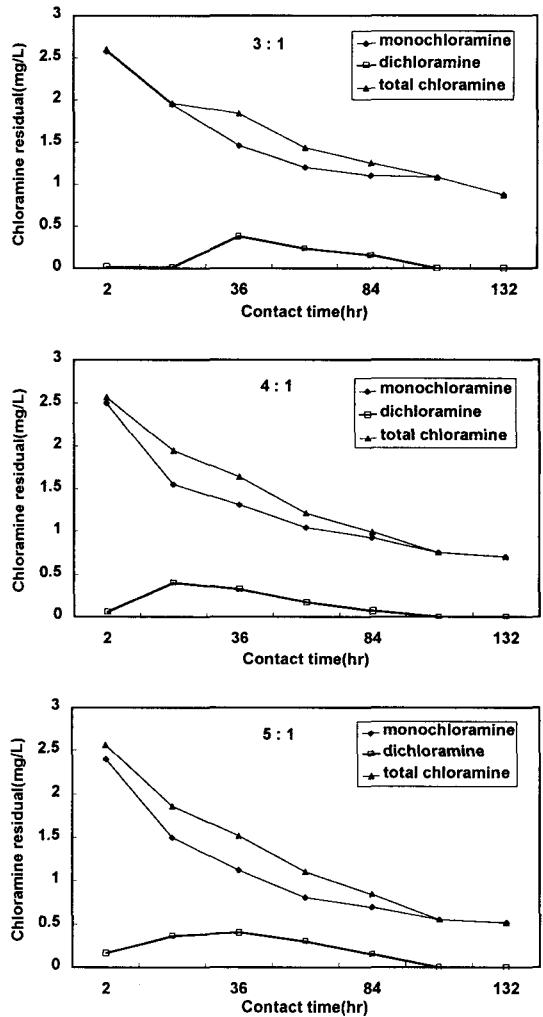 3 : 1
monochloramine
dichloramine
total chloramine
Chloramine residual(mg/L)
3
2.5
2
1.5
1
0.5
0
2 36 84 132
Contact time(hr)
4 : 1
monochloramine
dichloramine
total chloramine
Chloramine residual(mg/L)
3
2.5
2
1.5
1
0.5
0
2 36 84 132
Contact time(hr)
5 : 1
monochloramine
dichloramine
total chloramine
Chloramine residual(mg/L)
3
2.5
2
1.5
1
0.5
0
2 36 84 132
Contact time(hr)